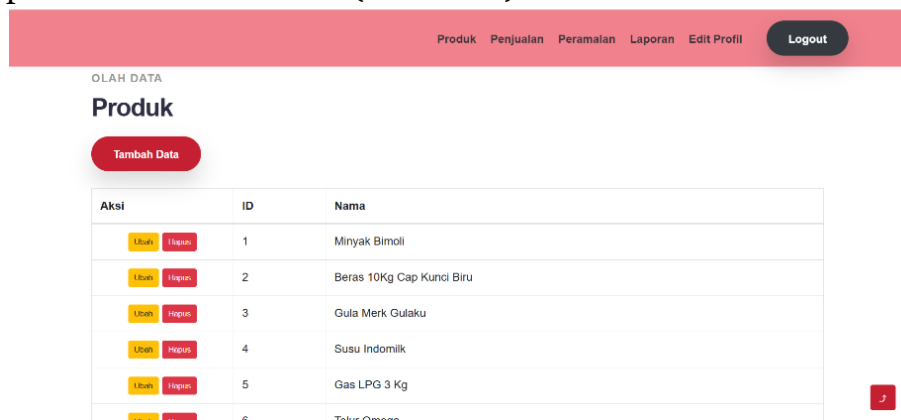 Produk Penjualan Peramalan Laporan Edit Profil Logout
OLAH DATA
Produk
Tambah Data
Aksi ID Nama
Ubah Hapus 1 Minyak Bimoli
Ubah Hapus 2 Beras 10Kg Cap Kunci Biru
Ubah Hapus 3 Gula Merk Gulaku
Ubah Hapus 4 Susu Indomilk
Ubah Hapus 5 Gas LPG 3 Kg
6 Telur Omega